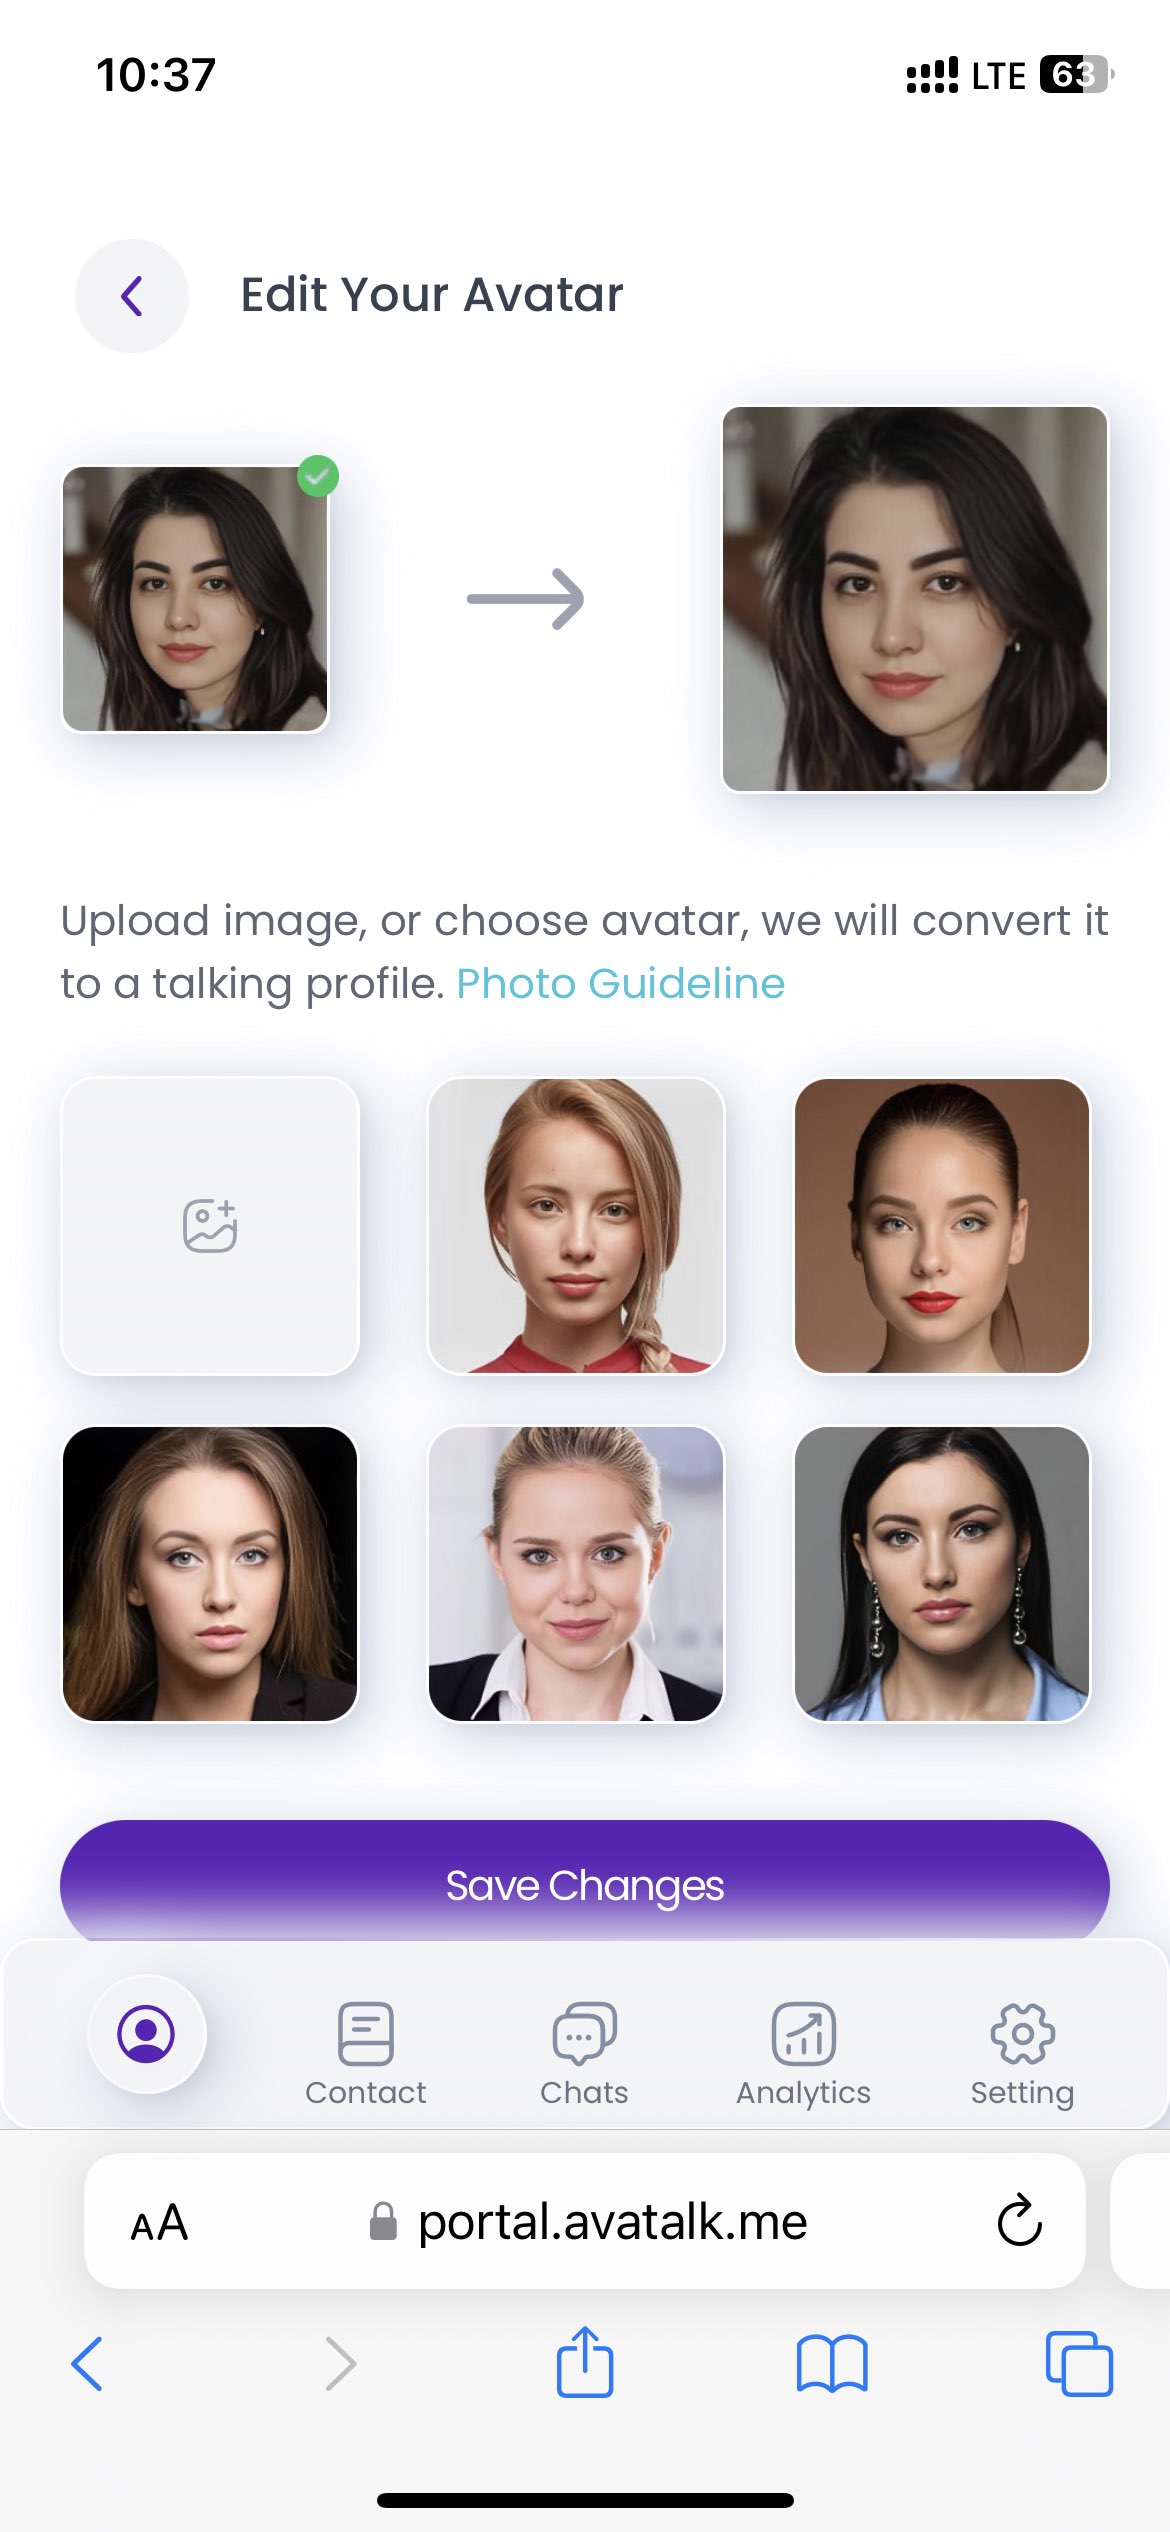 10:37
LTE 63
Edit Your Avatar
Upload image, or choose avatar, we will convert it
to a talking profile. Photo Guideline
Save Changes
Contact Chats Analytics Setting
AA portal.avatalk.me